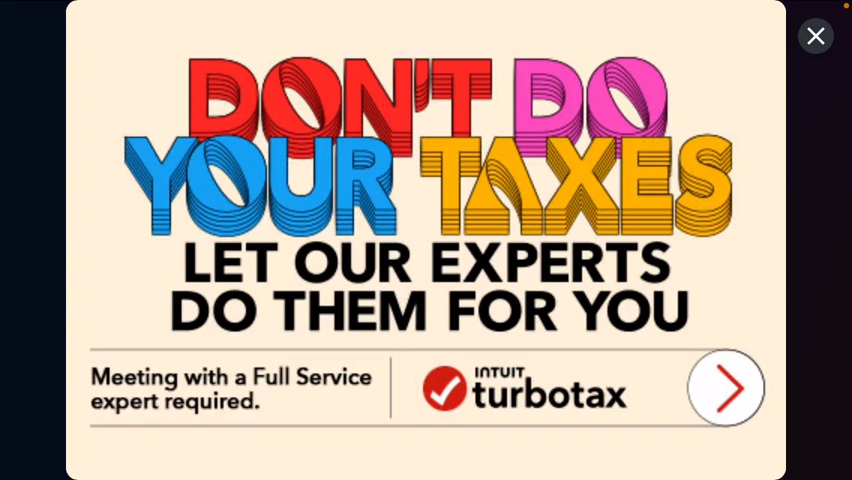 DON'T DO
YOUR TAXES
LET OUR EXPERTS
DO THEM FOR YOU
Meeting with a Full Service
expert required.
INTUIT
turbotax